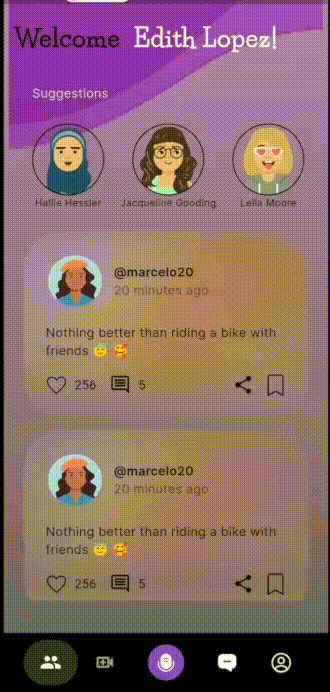 Welcome Edith Lopez!
Suggestions
Hallie Hessler Jacqueline Gooding Leila Moore
@marcelo20
20 minutes ago
Nothing better than riding a bike with
friends 😇 🥰
256 5
@marcelo20
20 minutes ago
Nothing better than riding a bike with
friends 😇 🥰
256 5